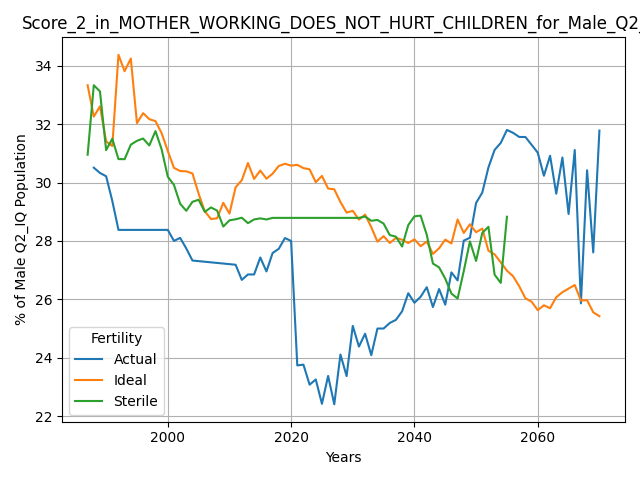 Score_2_in_MOTHER_WORKING_DOES_NOT_HURT_CHILDREN_for_Male_Q2_
% of Male Q2_IQ Population
34
32
30
28
26
24
22
Fertility
Actual
Ideal
Sterile
2000 2020 2040 2060
Years